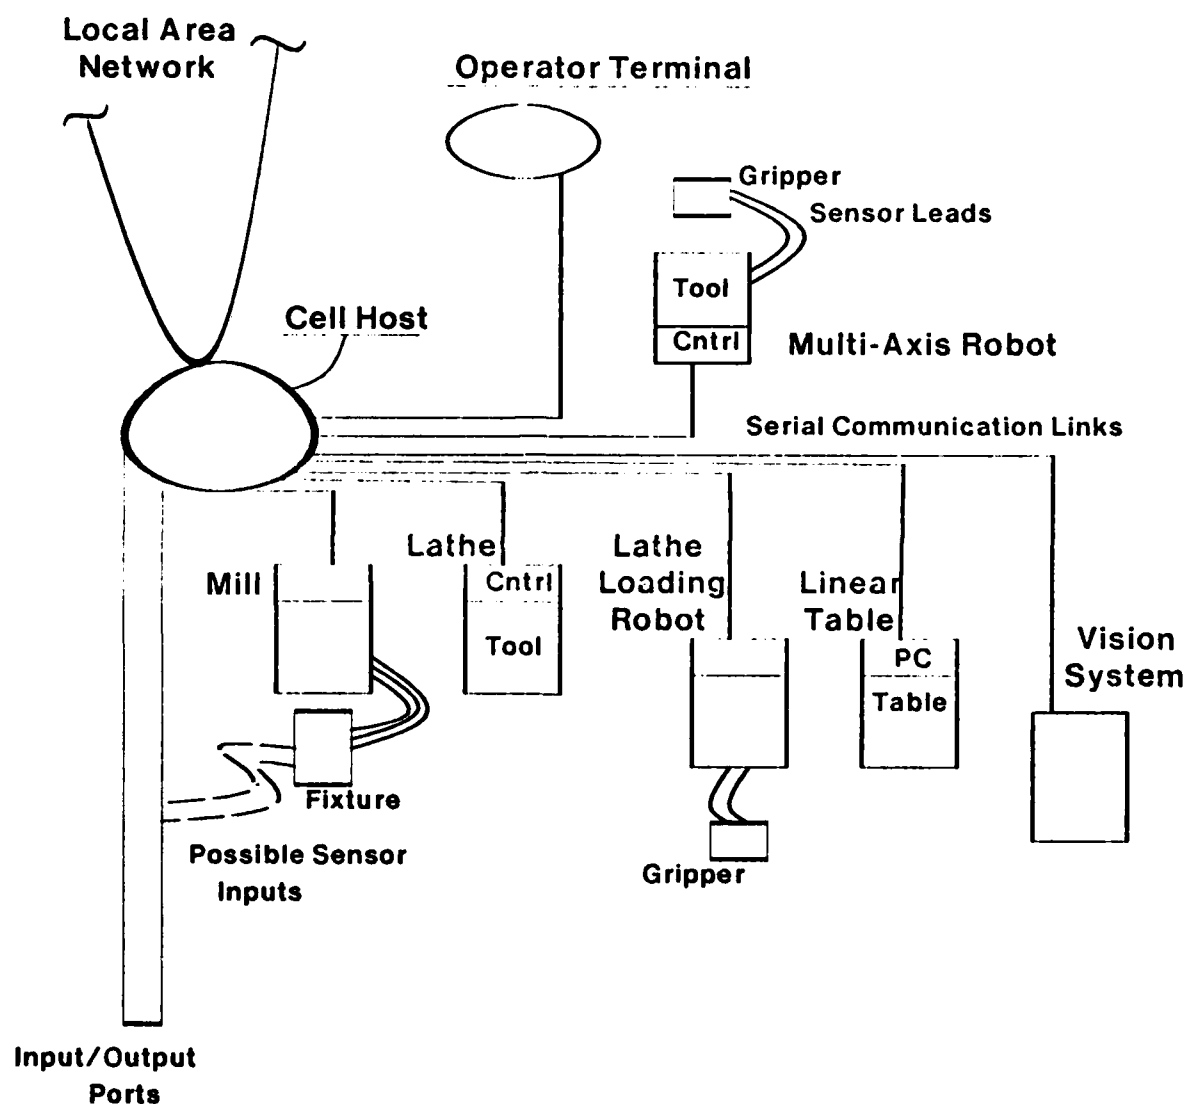 Local Area
Network
Operator Terminal
Gripper
Sensor Leads
Tool
Cntrl
Multi-Axis Robot
Cell Host
Serial Communication Links
Mill
Lathe
Cntrl
Tool
Lathe
Loading
Robot
Linear
Table
PC
Table
Vision
System
Fixture
Possible Sensor
Inputs
Gripper
Input/Output
Ports